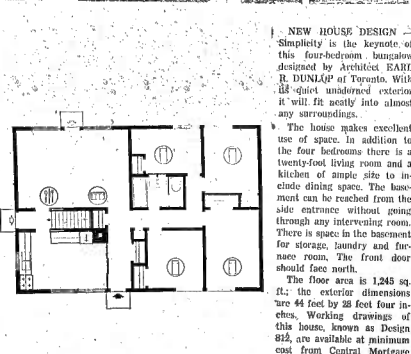 NEW HOUSE DESIGN —
Simplicity is the keynote of
this four-bedroom bungalow
designed by Architect EARL
R. DUNLOP of Toronto. With
its quiet unadorned exterior
it will fit neatly into almost
any surroundings.
The house makes excellent
use of space. In addition to
the four bedrooms there is a
twenty-foot living room and a
kitchen of ample size to in-
clude dining space. The base-
ment can be reached from the
side entrance without going
through any intervening room.
There is space in the basement
for storage, laundry and fur-
nace room. The front door
should face north.
The floor area is 1,245 sq.
ft.; the exterior dimensions
are 44 feet by 28 feet four in-
ches. Working drawings of
this house, known as Design
812, are available at minimum
cost from Central Mortgage